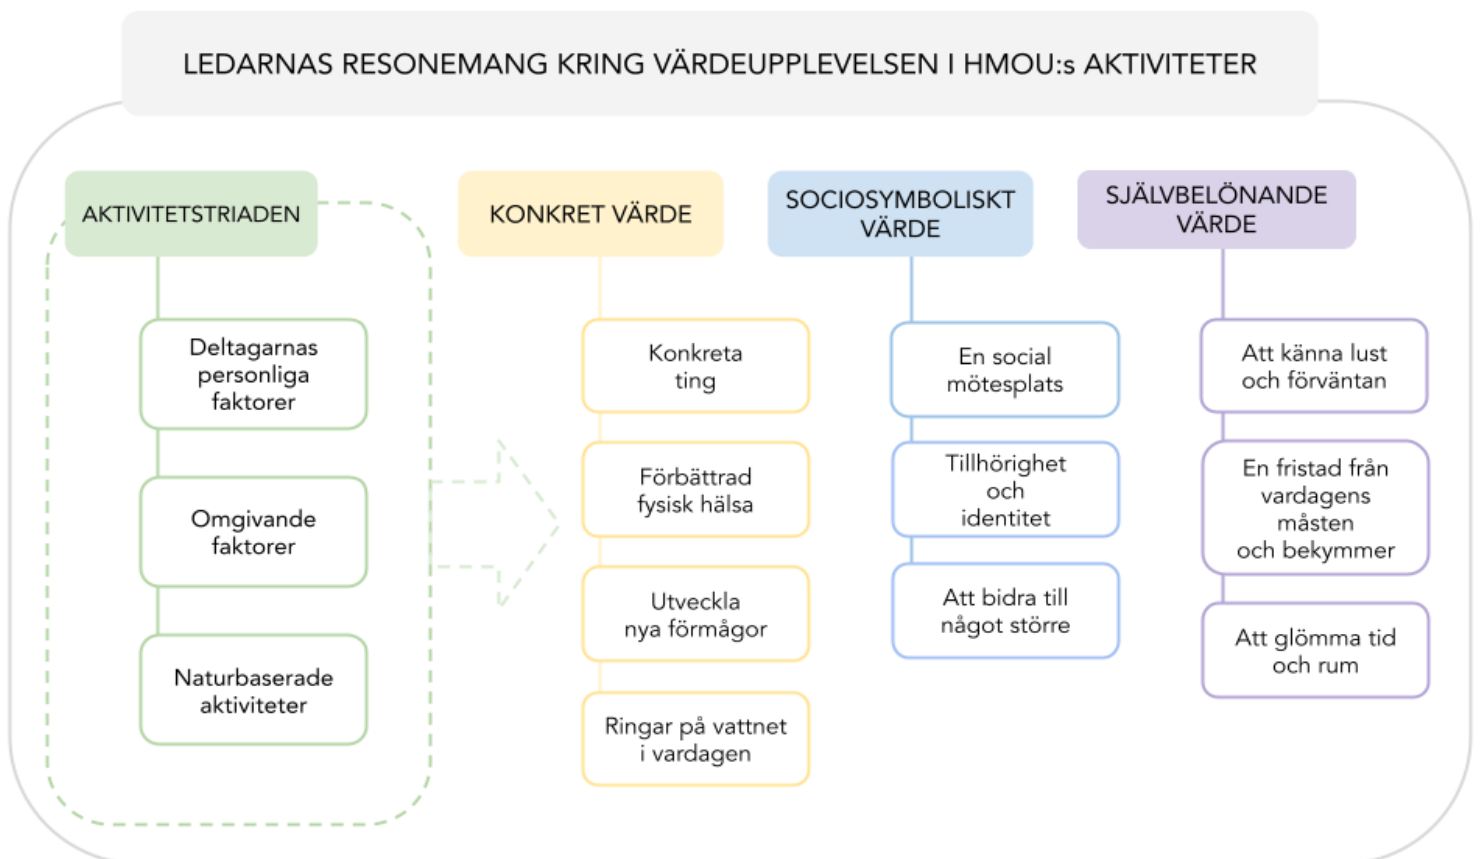 LEDARNAS RESONEMANG KRING VÄRDEUPPLEVELSEN I HMOU:s AKTIVITETER
AKTIVITETSTRIADEN
Deltagarnas
personliga
faktorer
Omgivande
faktorer
Naturbaserade
aktiviteter
KONKRET VÄRDE
Konkreta
ting
Förbättrad
fysisk hälsa
Utveckla
nya förmågor
Ringar på vattnet
i vardagen
SOCIOSYMBOLISKT
VÄRDE
En social
mötesplats
Tillhörighet
och
identitet
Att bidra till
något större
SJÄLVBELÖNANDE
VÄRDE
Att känna lust
och förväntan
En fristad från
vardagens
måsten
och bekymmer
Att glömma tid
och rum